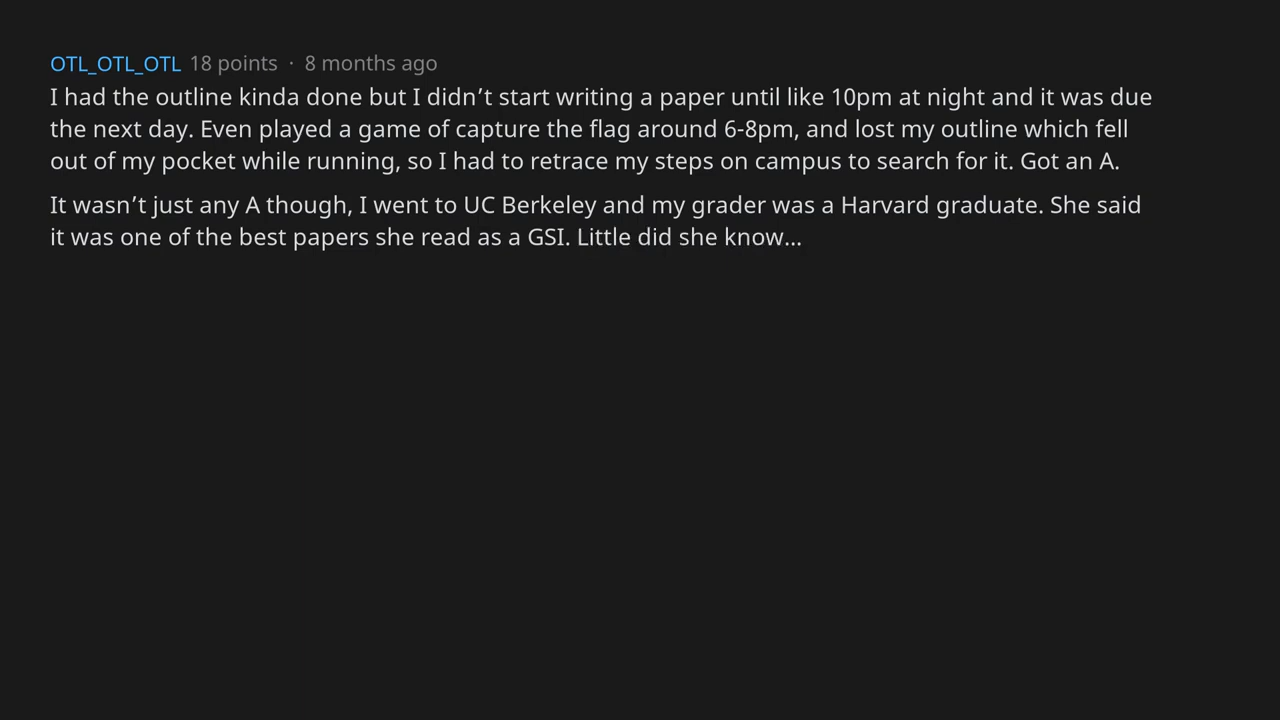 OTL_OTL_OTL 18 points · 8 months ago
I had the outline kinda done but I didn’t start writing a paper until like 10pm at night and it was due
the next day. Even played a game of capture the flag around 6-8pm, and lost my outline which fell
out of my pocket while running, so I had to retrace my steps on campus to search for it. Got an A.
It wasn’t just any A though, I went to UC Berkeley and my grader was a Harvard graduate. She said
it was one of the best papers she read as a GSI. Little did she know...